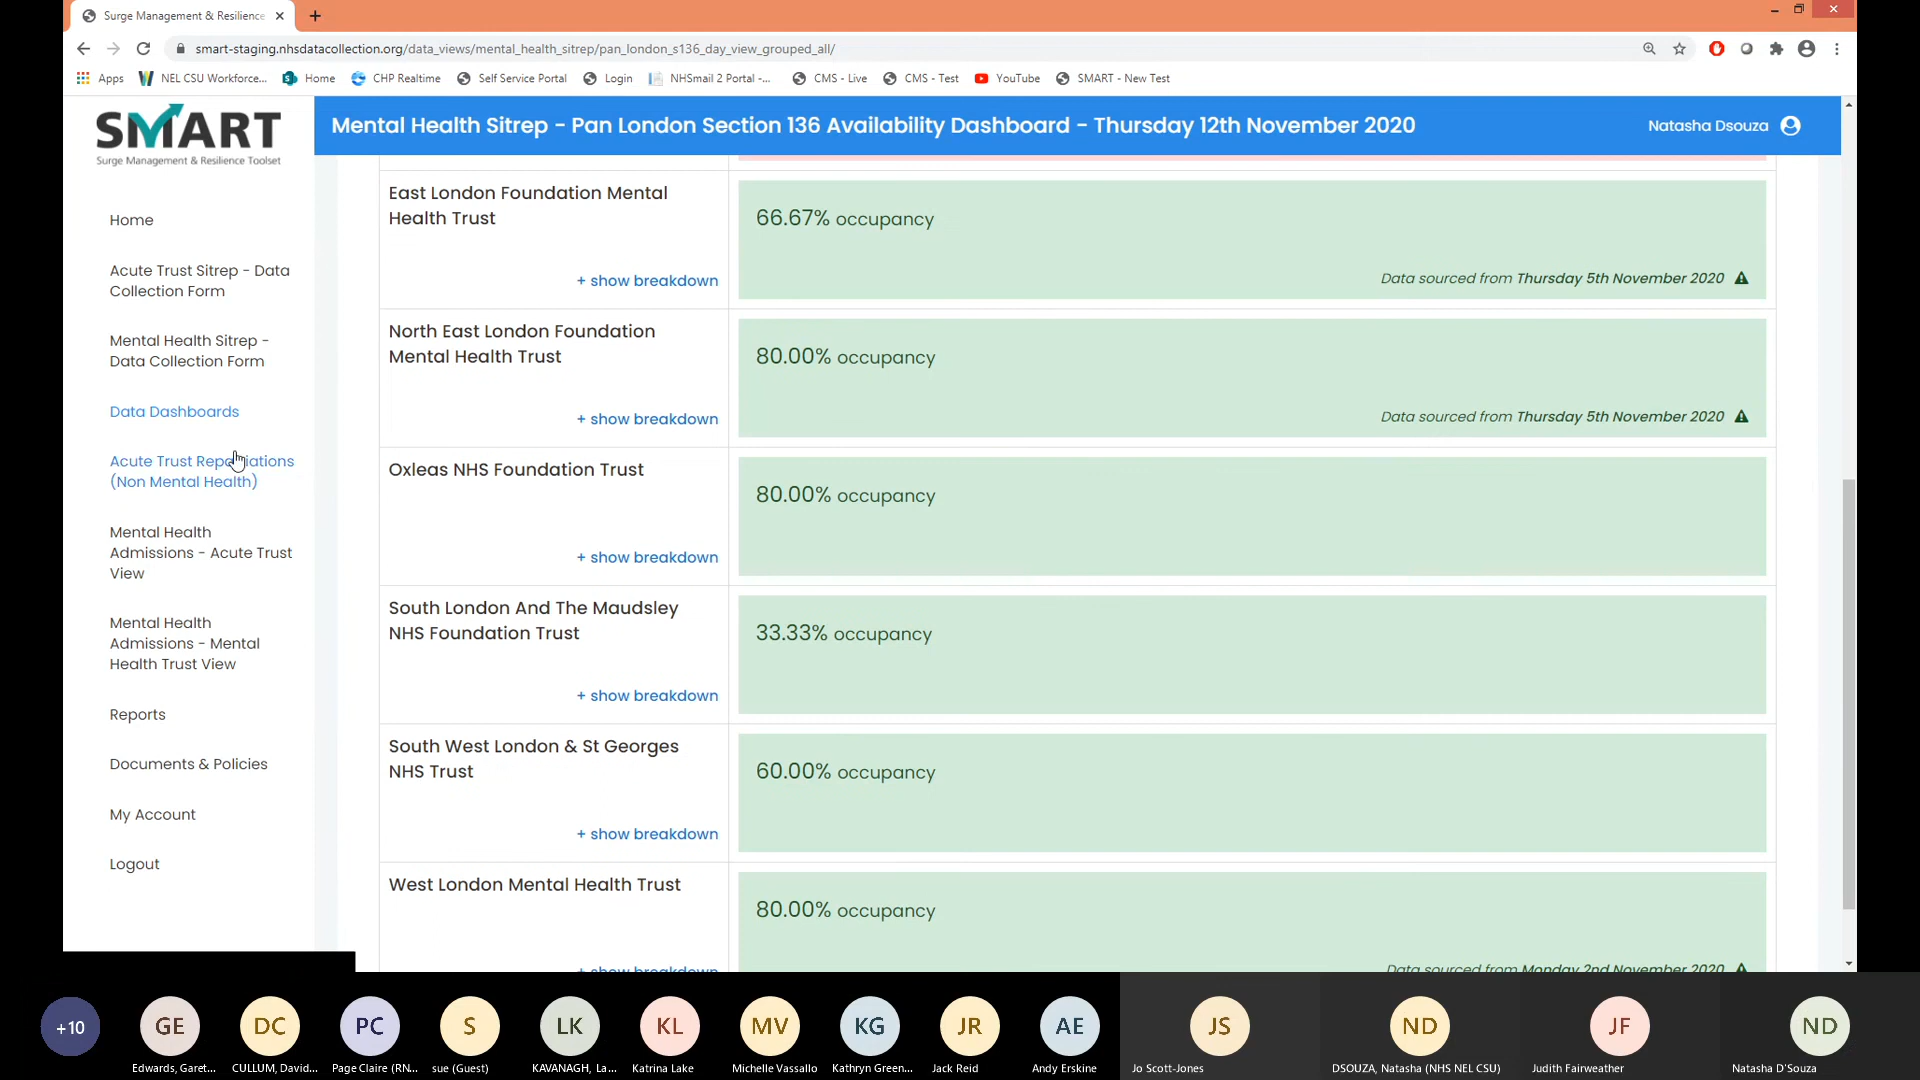 Surge Management & Resilience
smart-staging.nhsdatacollection.org/data_views/mental_health_sitrep/pan_london_s136_day_view_grouped_all/
Apps NEL CSU Workforce... Home CHP Realtime Self Service Portal Login NHSmail 2 Portal -... CMS - Live CMS - Test YouTube SMART - New Test
SMART
Surge Management & Resilience Toolset
Mental Health Sitrep - Pan London Section 136 Availability Dashboard - Thursday 12th November 2020
Natasha Dsouza
Home
Acute Trust Sitrep - Data
Collection Form
Mental Health Sitrep -
Data Collection Form
Data Dashboards
Acute Trust Repatriations
(Non Mental Health)
Mental Health
Admissions - Acute Trust
View
Mental Health
Admissions - Mental
Health Trust View
Reports
Documents & Policies
My Account
Logout
East London Foundation Mental
Health Trust
+ show breakdown
66.67% occupancy
Data sourced from Thursday 5th November 2020
North East London Foundation
Mental Health Trust
+ show breakdown
80.00% occupancy
Data sourced from Thursday 5th November 2020
Oxleas NHS Foundation Trust
+ show breakdown
80.00% occupancy
South London And The Maudsley
NHS Foundation Trust
+ show breakdown
33.33% occupancy
South West London & St Georges
NHS Trust
+ show breakdown
60.00% occupancy
West London Mental Health Trust
+ show breakdown
80.00% occupancy
Data sourced from Monday 2nd November 2020
+10
GE
Edwards, Garet...
DC
CULLUM, David...
PC
Page Claire (RN...
S
sue (Guest)
LK
KAVANAGH, La...
KL
Katrina Lake
MV
Michelle Vassallo
KG
Kathryn Green...
JR
Jack Reid
AE
Andy Erskine
JS
Jo Scott-Jones
ND
DSOUZA, Natasha (NHS NEL CSU)
JF
Judith Fairweather
ND
Natasha D'Souza